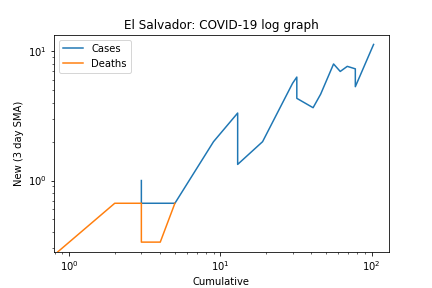 El Salvador: COVID-19 log graph
Cases
Deaths
New (3 day SMA)
10¹
10⁰
10⁰ 10¹ 10²
Cumulative